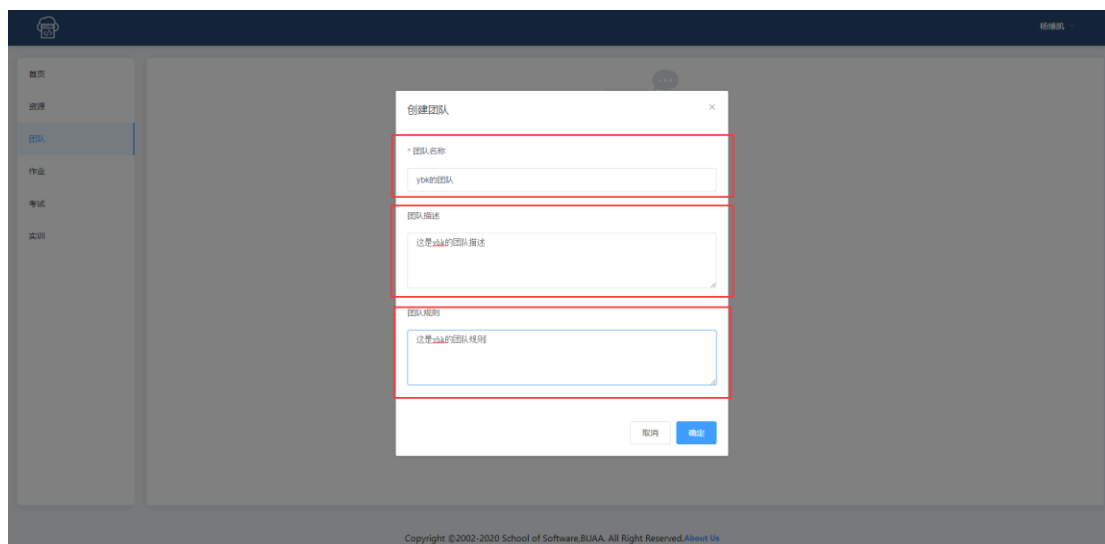 首页
资源
团队
作业
考试
实训
创建团队
* 团队名称
ybk的团队
团队描述
这是ybk的团队描述
团队规则
这是ybk的团队规则
取消
确定
Copyright ©2002-2020 School of Software,BUAA. All Right Reserved.About Us